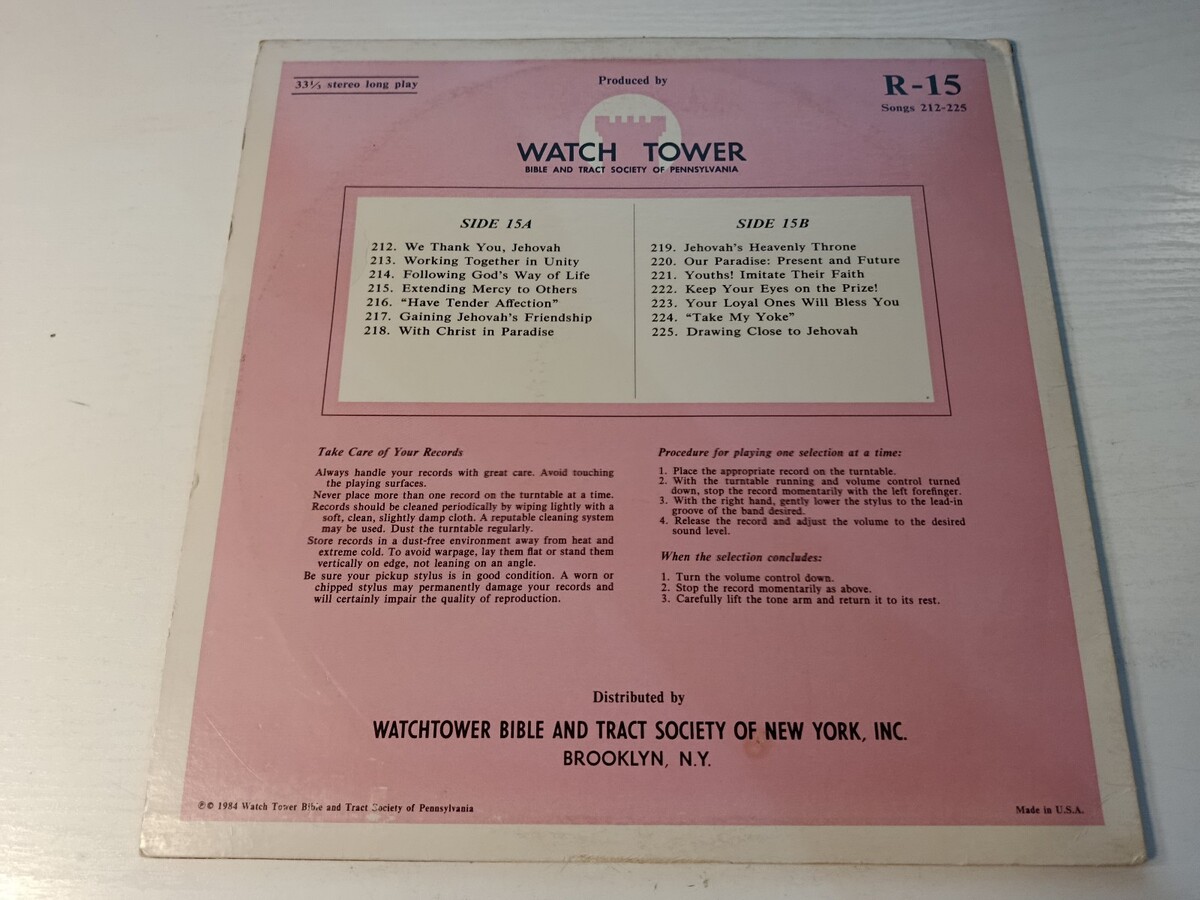 33⅓ stereo long play
Produced by
R-15
Songs 212-225
WATCH TOWER
BIBLE AND TRACT SOCIETY OF PENNSYLVANIA
SIDE 15A
212. We Thank You, Jehovah
213. Working Together in Unity
214. Following God's Way of Life
215. Extending Mercy to Others
216. "Have Tender Affection"
217. Gaining Jehovah's Friendship
218. With Christ in Paradise
SIDE 15B
219. Jehovah's Heavenly Throne
220. Our Paradise: Present and Future
221. Youths! Imitate Their Faith
222. Keep Your Eyes on the Prize!
223. Your Loyal Ones Will Bless You
224. "Take My Yoke"
225. Drawing Close to Jehovah
Take Care of Your Records
Always handle your records with great care. Avoid touching
the playing surfaces.
Never place more than one record on the turntable at a time.
Records should be cleaned periodically by wiping lightly with a
soft, clean, slightly damp cloth. A reputable cleaning system
may be used. Dust the turntable regularly.
Store records in a dust-free environment away from heat and
extreme cold. To avoid warpage, lay them flat or stand them
vertically on edge, not leaning on an angle.
Be sure your pickup stylus is in good condition. A worn or
chipped stylus may permanently damage your records and
will certainly impair the quality of reproduction.
Procedure for playing one selection at a time:
1. Place the appropriate record on the turntable.
2. With the turntable running and volume control turned
down, stop the record momentarily with the left forefinger.
3. With the right hand, gently lower the stylus to the lead-in
groove of the band desired.
4. Release the record and adjust the volume to the desired
sound level.
When the selection concludes:
1. Turn the volume control down.
2. Stop the record momentarily as above.
3. Carefully lift the tone arm and return it to its rest.
Distributed by
WATCHTOWER BIBLE AND TRACT SOCIETY OF NEW YORK, INC.
BROOKLYN, N.Y.
℗© 1984 Watch Tower Bible and Tract Society of Pennsylvania
Made in U.S.A.